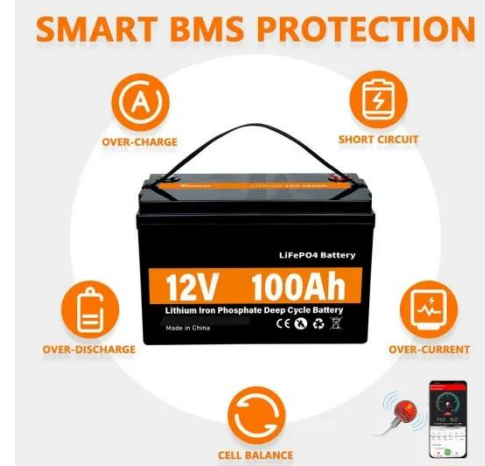 SMART BMS PROTECTION
OVER-CHARGE
SHORT CIRCUIT
LiFePO4 Battery
12V 100Ah
Lithium Iron Phosphate Deep Cycle Battery
Made in China
CE
OVER-DISCHARGE
OVER-CURRENT
CELL BALANCE